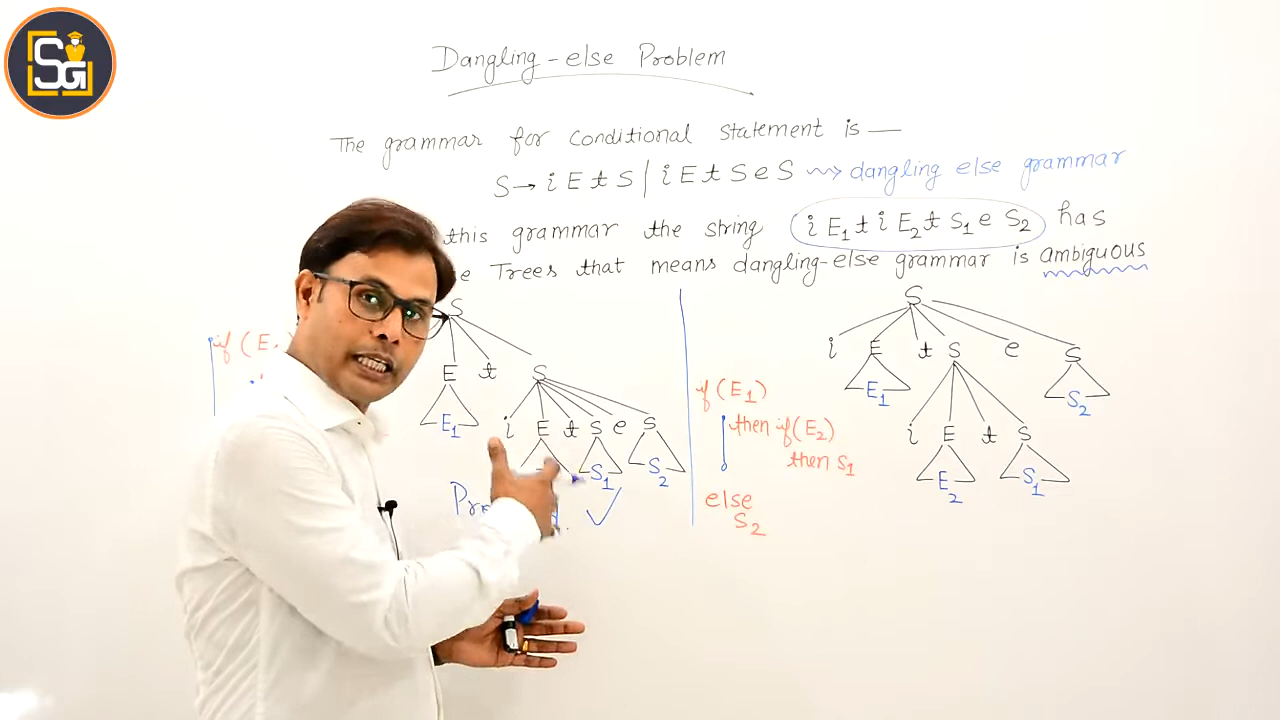 SG
Dangling-else Problem
The grammar for conditional statement is —
S → i E t S | i E t S e S ⇝ dangling else grammar
this grammar the string i E₁ t i E₂ t S₁ e S₂ has
Trees that means dangling-else grammar is ambiguous
S
E t S
E₁
i E t S e S
S₁ S₂
if (E
if (E₁)
then if (E₂)
then S₁
else
S₂
S
i E t S e S
E₁ S₂
i E t S
E₂ S₁